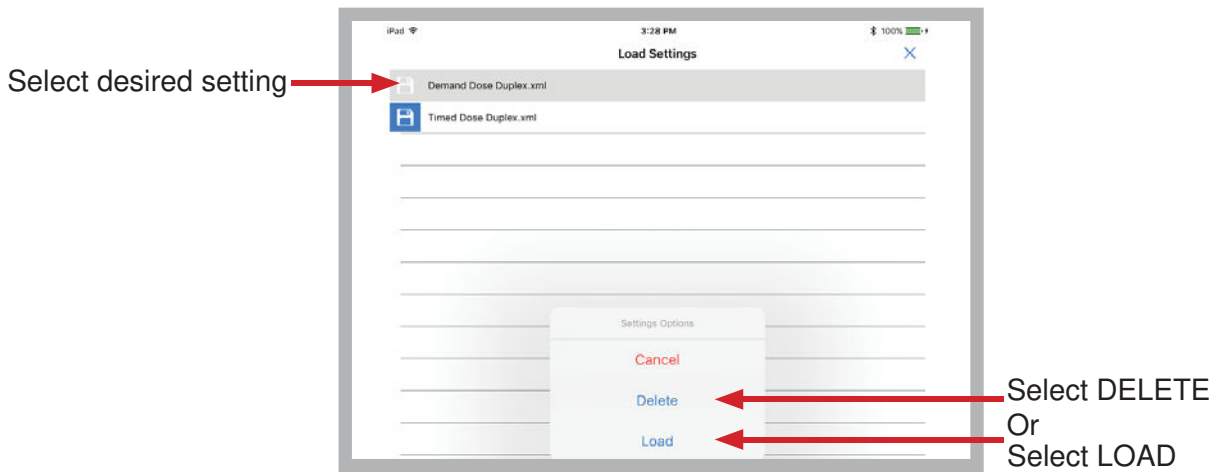 iPad
3:28 PM
100%
Load Settings
Select desired setting
Demand Dose Duplex.xml
Timed Dose Duplex.xml
Settings Options
Cancel
Delete
Load
Select DELETE
Or
Select LOAD